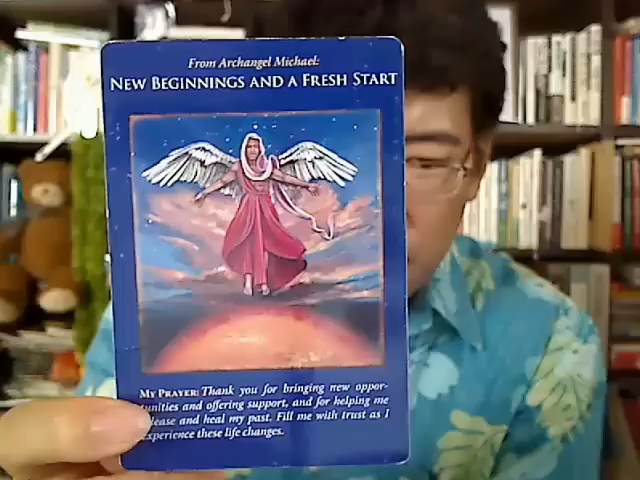 From Archangel Michael:
NEW BEGINNINGS AND A FRESH START
MY PRAYER: Thank you for bringing new oppor-
tunities and offering support, and for helping me
lease and heal my past. Fill me with trust as I
experience these life changes.